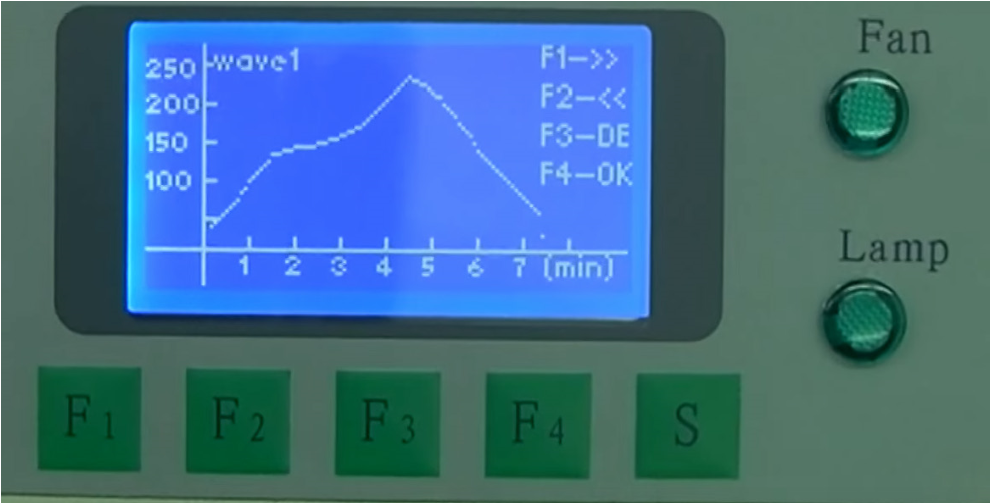 250 wave1 F1->>
200 F2-<<
150 F3-DE
100 F4-OK
1 2 3 4 5 6 7 (min)
Fan
Lamp
F1 F2 F3 F4 S